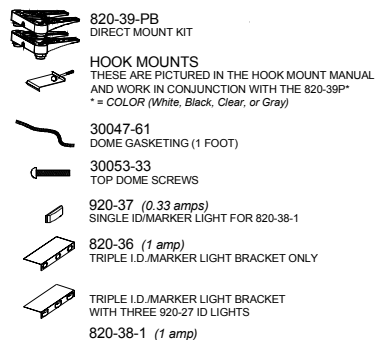 820-39-PB
DIRECT MOUNT KIT
HOOK MOUNTS
THESE ARE PICTURED IN THE HOOK MOUNT MANUAL
AND WORK IN CONJUNCTION WITH THE 820-39P*
* = COLOR (White, Black, Clear, or Gray)
30047-61
DOME GASKETING (1 FOOT)
30053-33
TOP DOME SCREWS
920-37 (0.33 amps)
SINGLE ID/MARKER LIGHT FOR 820-38-1
820-36 (1 amp)
TRIPLE I.D./MARKER LIGHT BRACKET ONLY
TRIPLE I.D./MARKER LIGHT BRACKET
WITH THREE 920-27 ID LIGHTS
820-38-1 (1 amp)